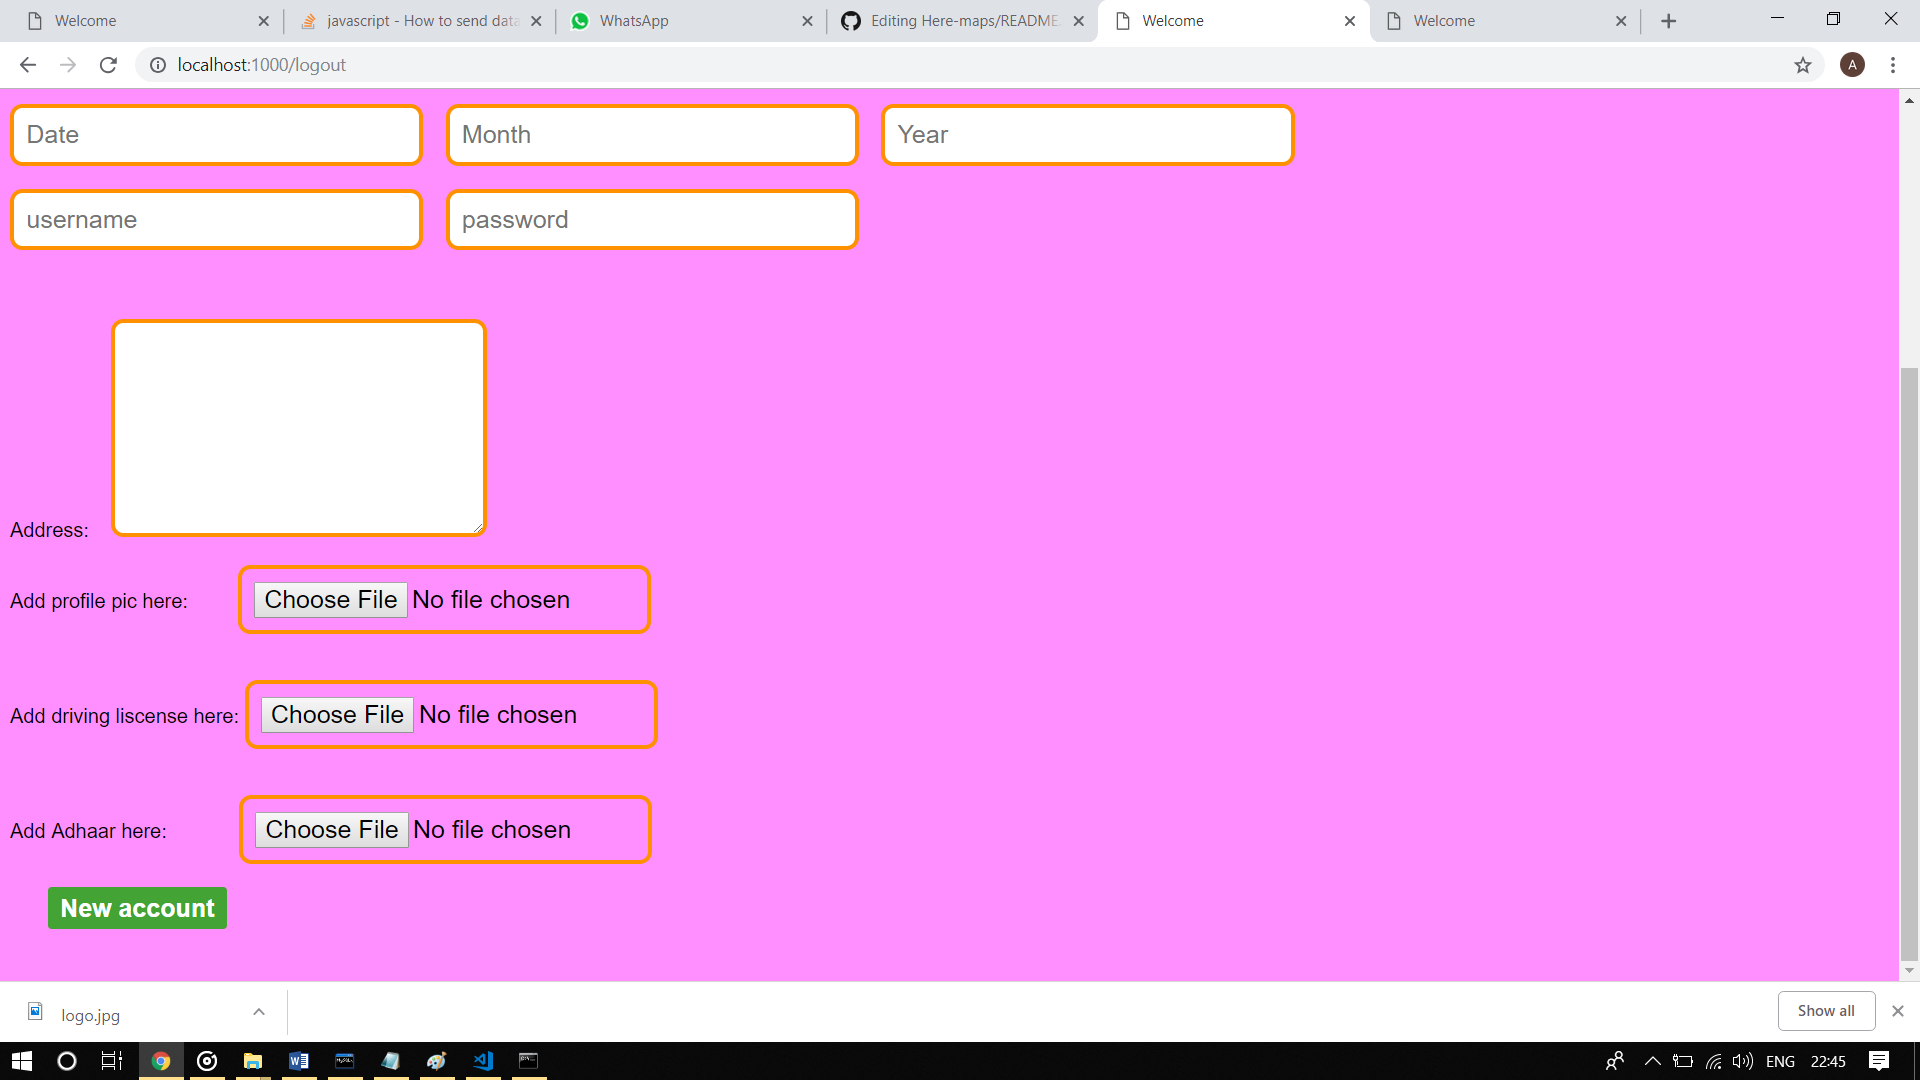 Welcome
javascript - How to send data
WhatsApp
Editing Here-maps/README.
Welcome
Welcome
localhost:1000/logout
A
Date Month Year
username password
Address:
Add profile pic here: Choose File No file chosen
Add driving liscense here: Choose File No file chosen
Add Adhaar here: Choose File No file chosen
New account
logo.jpg
Show all
ENG 22:45